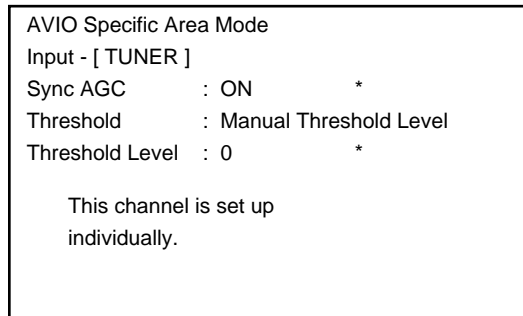 AVIO Specific Area Mode
Input - [ TUNER ]
Sync AGC : ON *
Threshold : Manual Threshold Level
Threshold Level : 0 *
This channel is set up
individually.